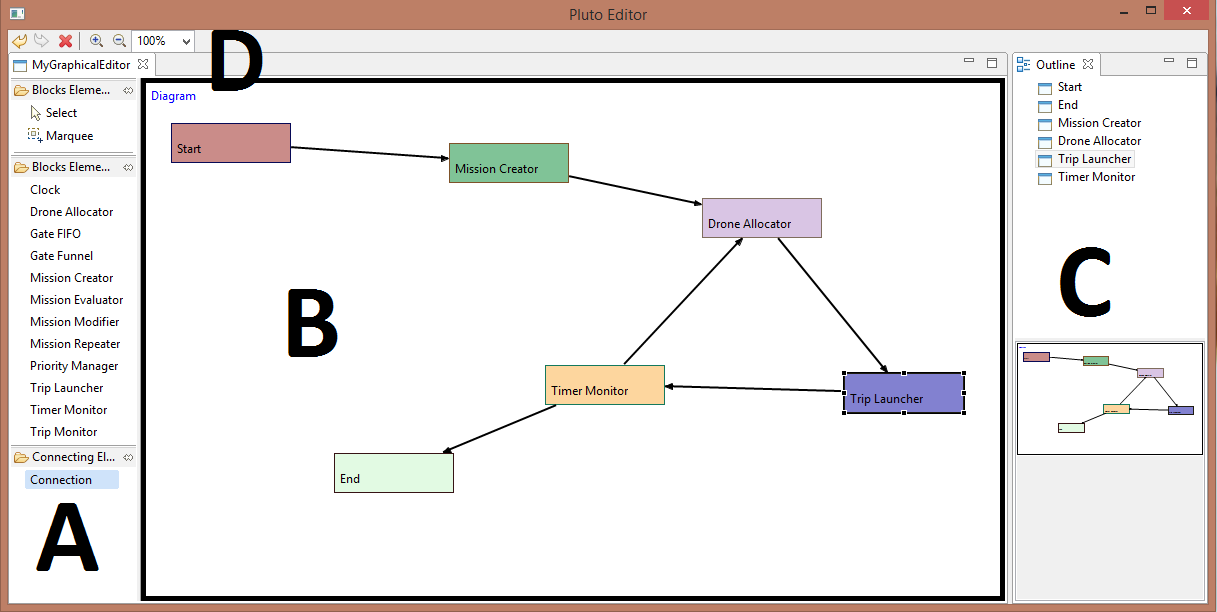 Pluto Editor
100%
D
MyGraphicalEditor
Blocks Eleme...
Select
Marquee
Blocks Eleme...
Clock
Drone Allocator
Gate FIFO
Gate Funnel
Mission Creator
Mission Evaluator
Mission Modifier
Mission Repeater
Priority Manager
Trip Launcher
Timer Monitor
Trip Monitor
Connecting El...
Connection
A
Diagram
Start
Mission Creator
Drone Allocator
B
Timer Monitor
Trip Launcher
End
Outline
Start
End
Mission Creator
Drone Allocator
Trip Launcher
Timer Monitor
C